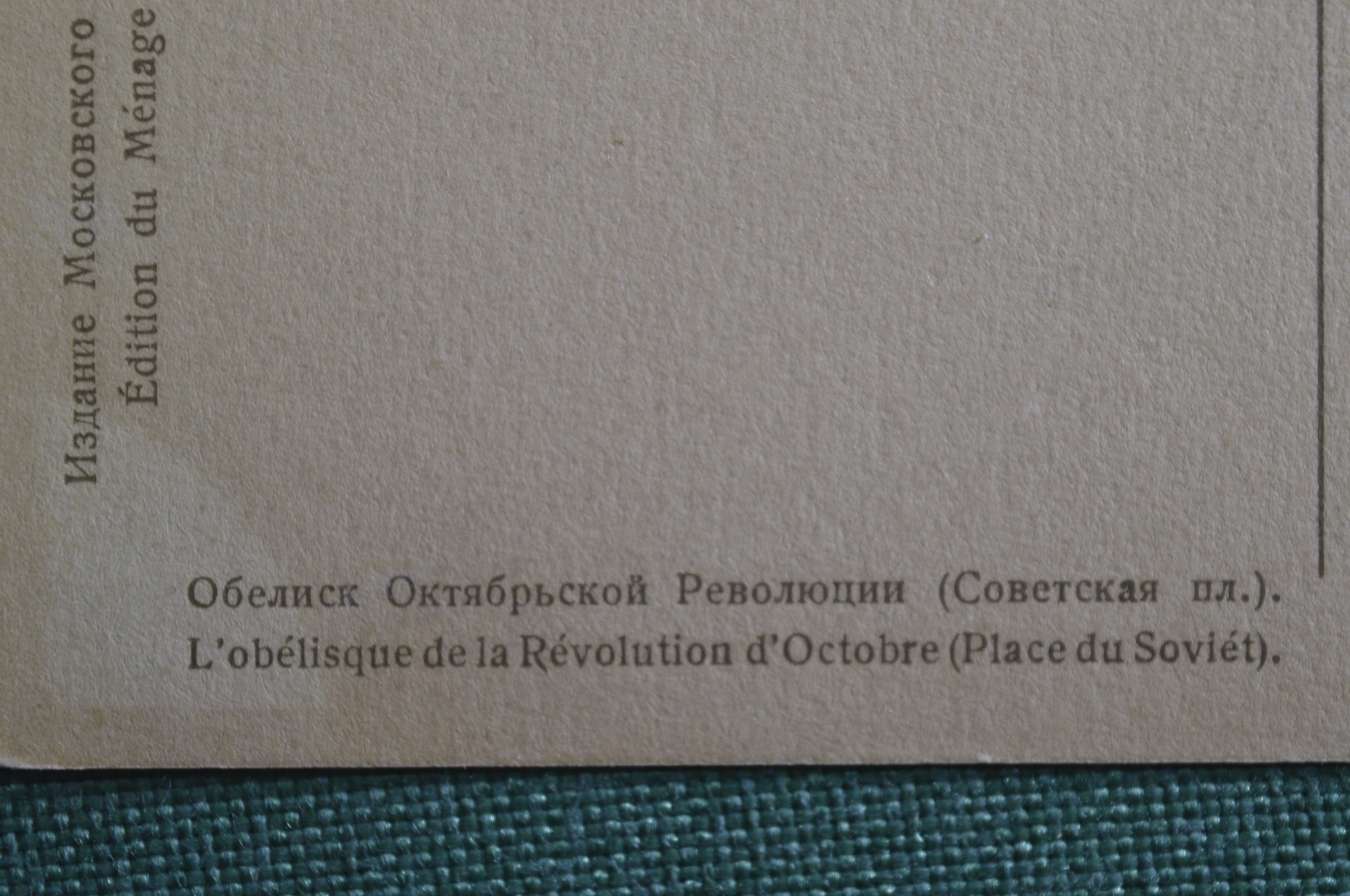 Издание Московского
Édition du Ménage
Обелиск Октябрьской Революции (Советская пл.).
L'obélisque de la Révolution d'Octobre (Place du Soviét).